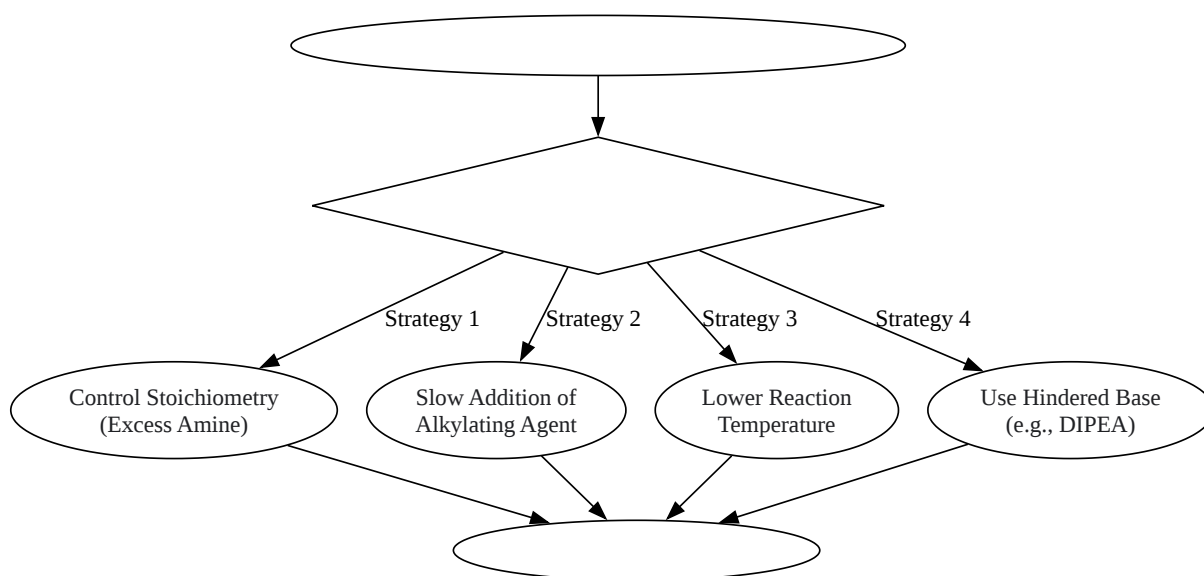 Strategy 1
Strategy 2
Strategy 3
Strategy 4
Control Stoichiometry
(Excess Amine)
Slow Addition of
Alkylating Agent
Lower Reaction
Temperature
Use Hindered Base
(e.g., DIPEA)